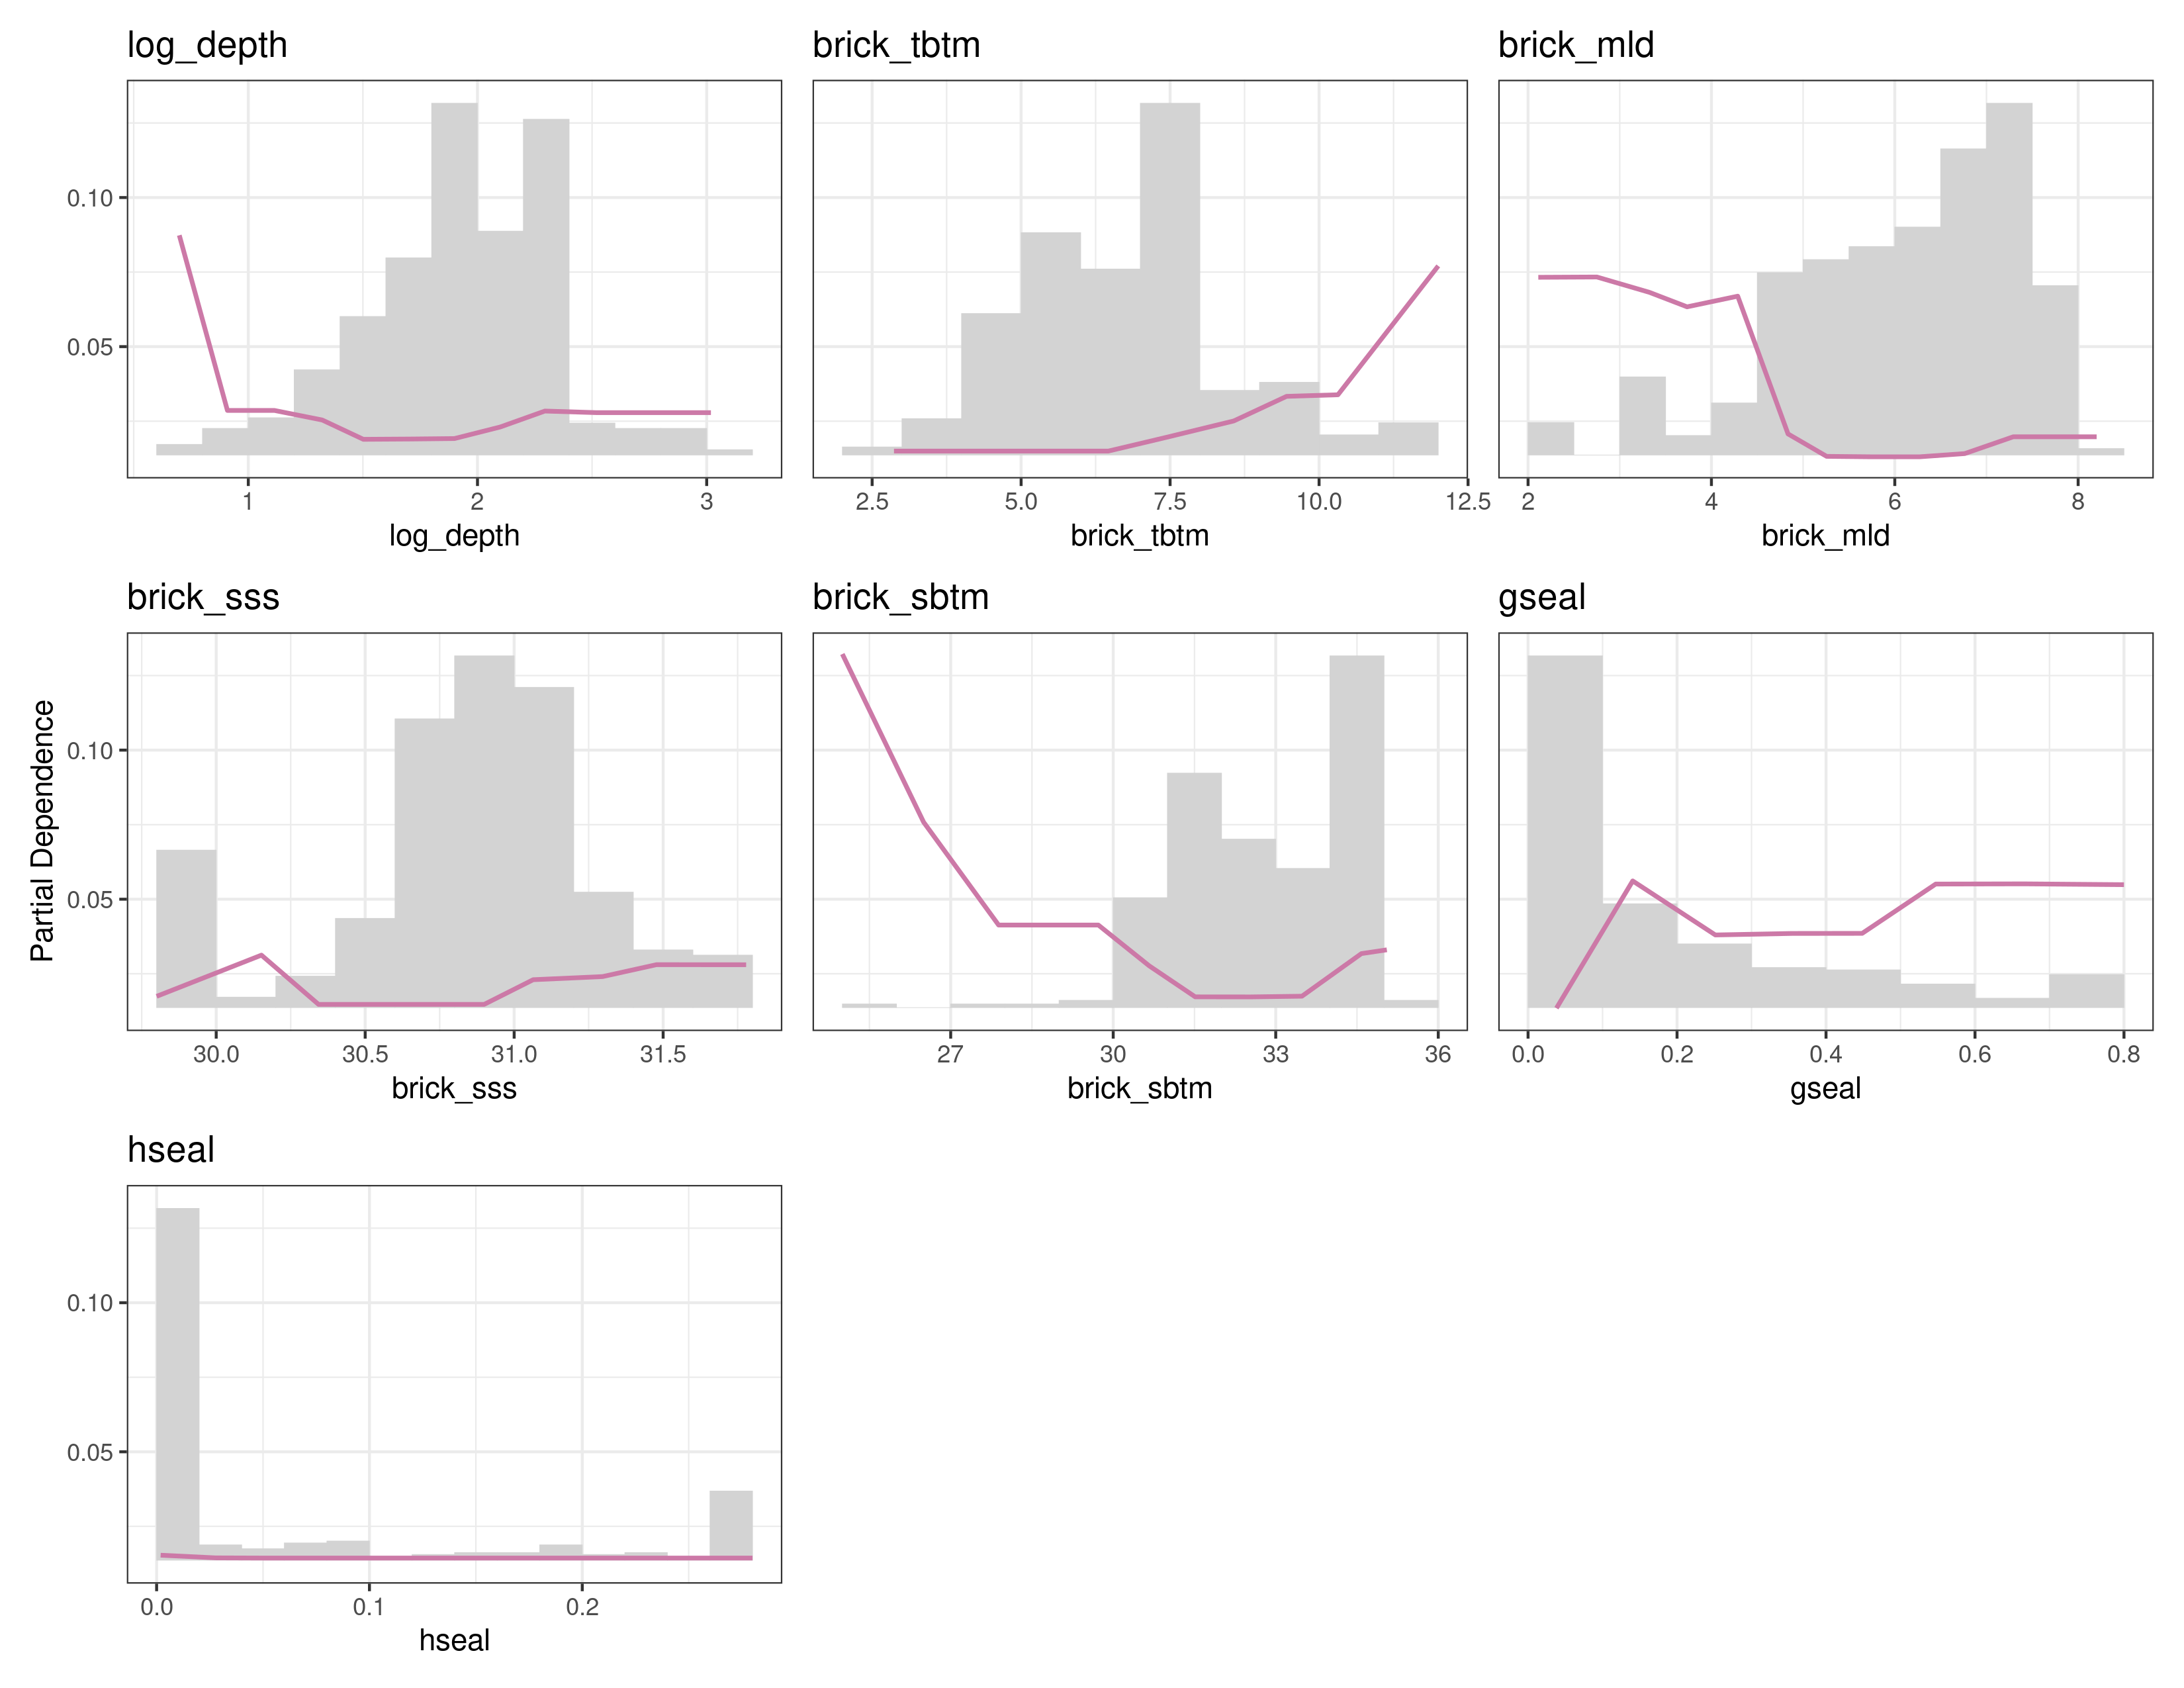 log_depth brick_tbtm brick_mld
0.10
0.05
1 2 3 2.5 5.0 7.5 10.0 12.5 2 4 6 8
log_depth brick_tbtm brick_mld
brick_sss brick_sbtm gseal
Partial Dependence
0.10
0.05
30.0 30.5 31.0 31.5 27 30 33 36 0.0 0.2 0.4 0.6 0.8
brick_sss brick_sbtm gseal
hseal
0.10
0.05
0.0 0.1 0.2
hseal